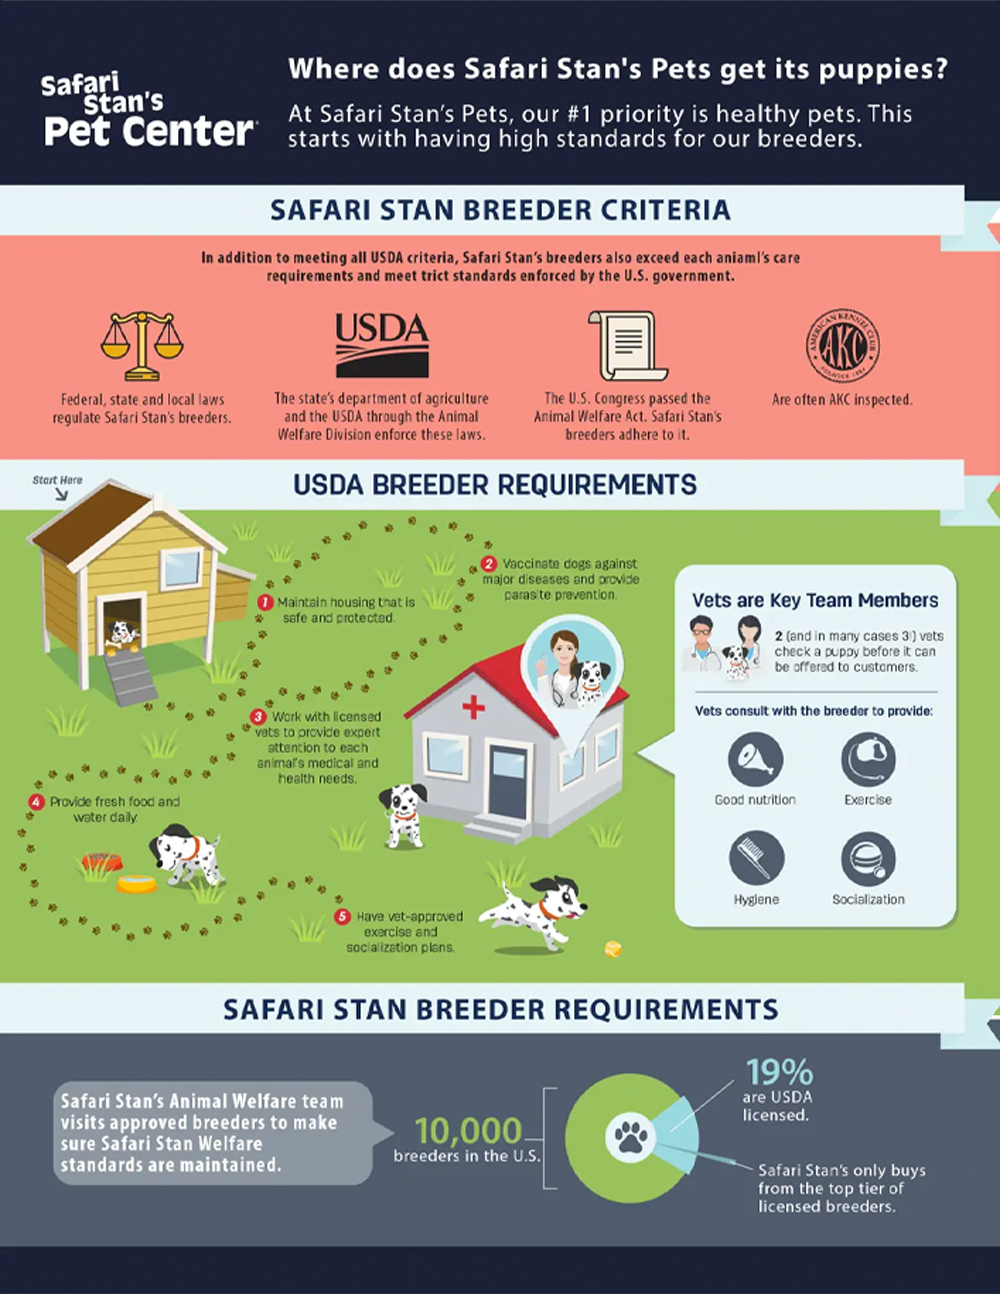 Safari
Stan's
Pet Center
Where does Safari Stan's Pets get its puppies?
At Safari Stan's Pets, our #1 priority is healthy pets. This
starts with having high standards for our breeders.
SAFARI STAN BREEDER CRITERIA
In addition to meeting all USDA criteria, Safari Stan's breeders also exceed each aniaml's care
requirements and meet trict standards enforced by the U.S. government.
Federal, state and local laws
regulate Safari Stan's breeders.
USDA
The state's department of agriculture
and the USDA through the Animal
Welfare Division enforce these laws.
The U.S. Congress passed the
Animal Welfare Act. Safari Stan's
breeders adhere to it.
AMERICAN KENNEL CLUB
AKC
FOUNDED 1884
Are often AKC inspected.
Start Here
USDA BREEDER REQUIREMENTS
1 Maintain housing that is
safe and protected.
2 Vaccinate dogs against
major diseases and provide
parasite prevention.
3 Work with licensed
vets to provide expert
attention to each
animal's medical and
health needs.
4 Provide fresh food and
water daily.
5 Have vet-approved
exercise and
socialization plans.
Vets are Key Team Members
2 (and in many cases 3!) vets
check a puppy before it can
be offered to customers.
Vets consult with the breeder to provide:
Good nutrition
Exercise
Hygiene
Socialization
SAFARI STAN BREEDER REQUIREMENTS
Safari Stan's Animal Welfare team
visits approved breeders to make
sure Safari Stan Welfare
standards are maintained.
10,000
breeders in the U.S.
19%
are USDA
licensed.
Safari Stan's only buys
from the top tier of
licensed breeders.